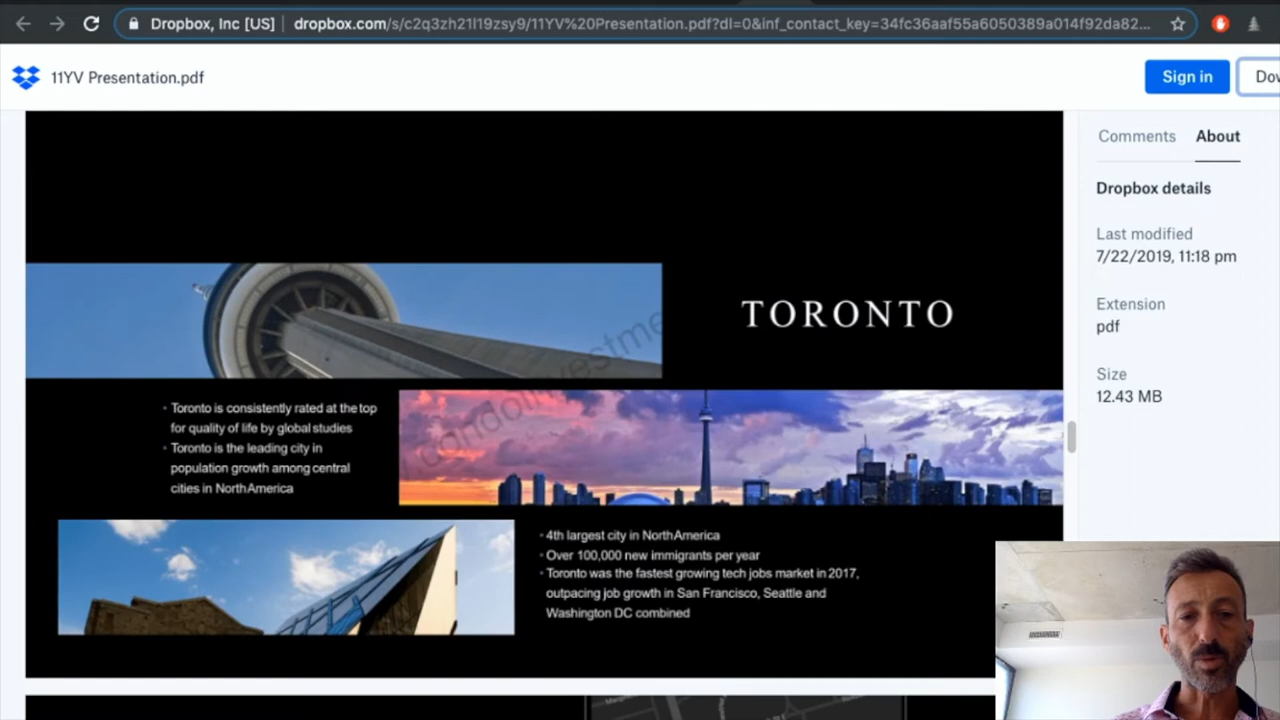 Dropbox, Inc [US] | dropbox.com/s/c2q3zh21l19zsy9/11YV%20Presentation.pdf?dl=0&inf_contact_key=34fc36aaf55a6050389a014f92da82...
11YV Presentation.pdf
Sign in
Dow
Comments
About
Dropbox details
Last modified
7/22/2019, 11:18 pm
Extension
pdf
Size
12.43 MB
TORONTO
• Toronto is consistently rated at the top
for quality of life by global studies
• Toronto is the leading city in
population growth among central
cities in North America
• 4th largest city in North America
• Over 100,000 new immigrants per year
• Toronto was the fastest growing tech jobs market in 2017,
outpacing job growth in San Francisco, Seattle and
Washington DC combined